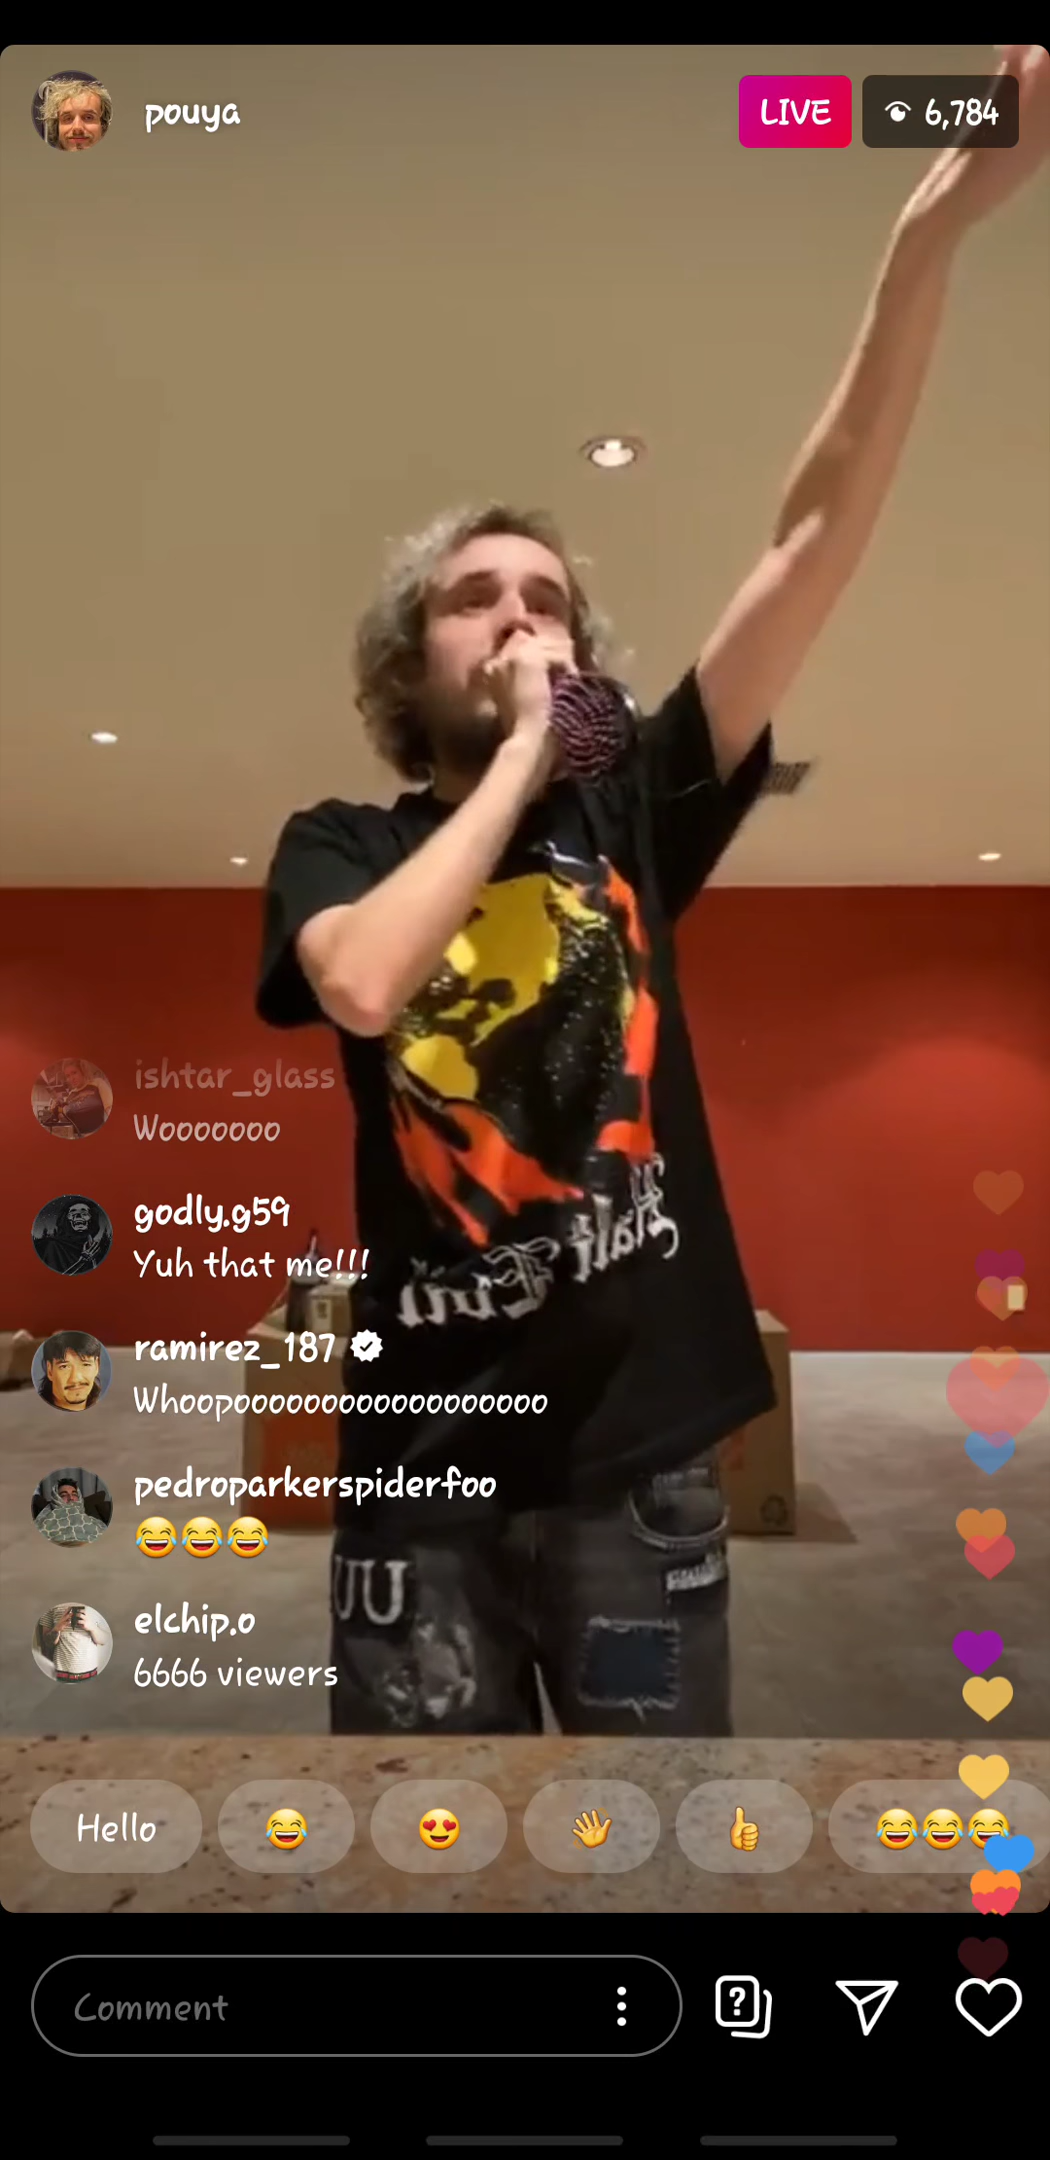 pouya
LIVE
6,784
ishtar_glass
Wooooooo
godly.g59
Yuh that me!!!
ramirez_187
Whoopoooooooooooooooooo
pedroparkerspiderfoo
😂😂😂
elchip.o
6666 viewers
UU
Hello
😂
😍
👋
👍
😂😂😂
Comment